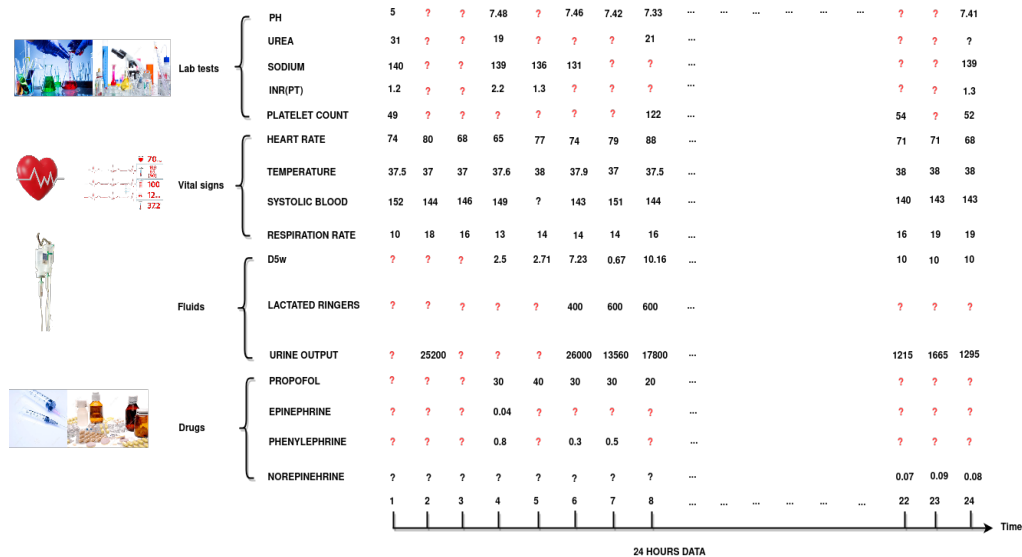 PH 5 ? ? 7.48 ? 7.46 7.42 7.33 ... ... ... ... ... ... ? ? 7.41
UREA 31 ? ? 19 ? ? ? 21 ... ? ? ?
Lab tests
SODIUM 140 ? ? 139 136 131 ? ? ... ? ? 139
INR(PT) 1.2 ? ? 2.2 1.3 ? ? ? ... ? ? 1.3
PLATELET COUNT 49 ? ? ? ? ? ? 122 ... 54 ? 52
HEART RATE 74 80 68 65 77 74 79 88 ... 71 71 68
70
TEMPERATURE 37.5 37 37 37.6 38 37.9 37 37.5 ... 38 38 38
Vital signs
100
12...
37.2
SYSTOLIC BLOOD 152 144 146 149 ? 143 151 144 ... 140 143 143
RESPIRATION RATE 10 18 16 13 14 14 14 16 ... 16 19 19
D5w ? ? ? 2.5 2.71 7.23 0.67 10.16 ... 10 10 10
Fluids
LACTATED RINGERS ? ? ? ? ? 400 600 600 ... ? ? ?
URINE OUTPUT ? 25200 ? ? ? 26000 13560 17800 ... 1215 1665 1295
PROPOFOL ? ? ? 30 40 30 30 20 ... ? ? ?
EPINEPHRINE ? ? ? 0.04 ? ? ? ? ... ? ? ?
Drugs
PHENYLEPHRINE ? ? ? 0.8 ? 0.3 0.5 ? ... ? ? ?
NOREPINEHRINE ? ? ? ? ? ? ? ? ... 0.07 0.09 0.08
1 2 3 4 5 6 7 8 ... ... ... ... ... ... 22 23 24
Time
24 HOURS DATA